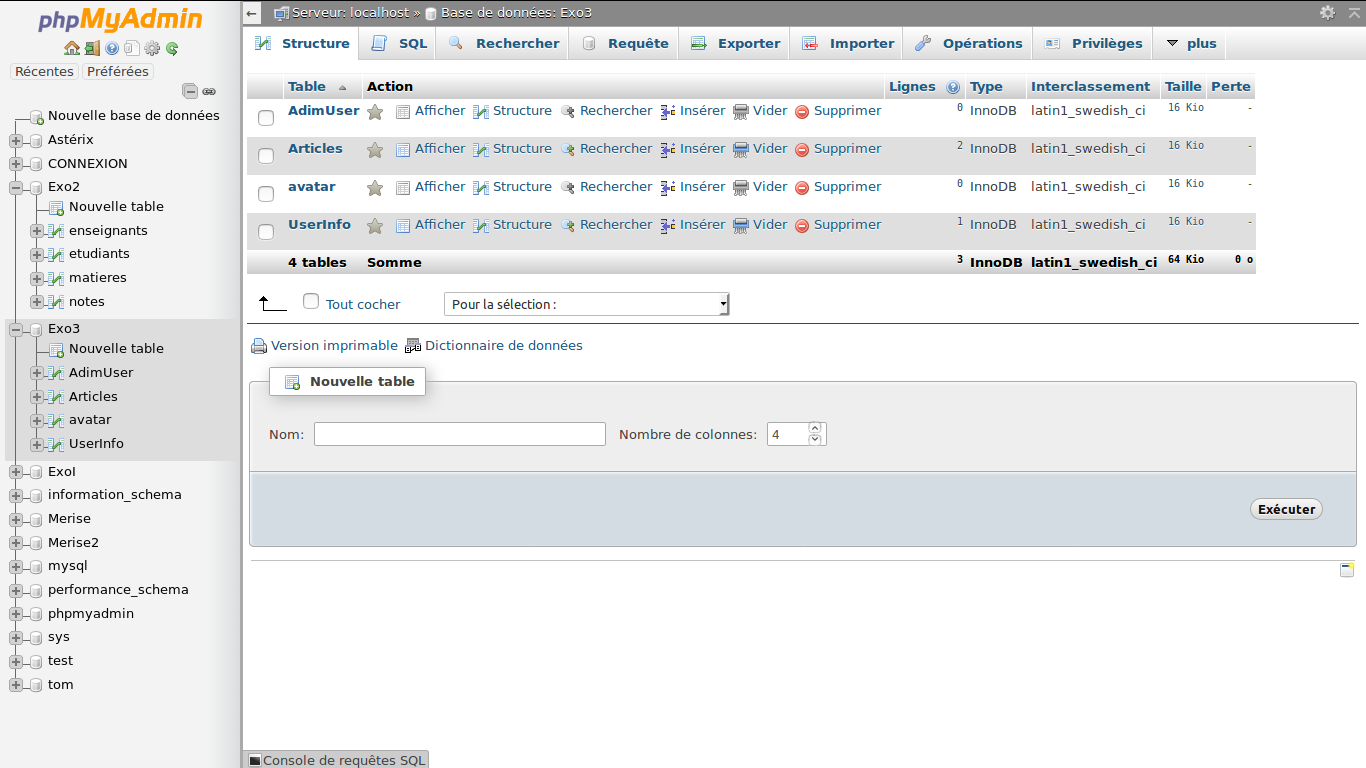 phpMyAdmin
Récentes Préférées
Nouvelle base de données
Astérix
CONNEXION
Exo2
Nouvelle table
enseignants
etudiants
matieres
notes
Exo3
Nouvelle table
AdimUser
Articles
avatar
UserInfo
ExoI
information_schema
Merise
Merise2
mysql
performance_schema
phpmyadmin
sys
test
tom
Serveur: localhost » Base de données: Exo3
Structure SQL Rechercher Requête Exporter Importer Opérations Privilèges plus
Table Action Lignes Type Interclassement Taille Perte
AdimUser Afficher Structure Rechercher Insérer Vider Supprimer 0 InnoDB latin1_swedish_ci 16 Kio -
Articles Afficher Structure Rechercher Insérer Vider Supprimer 2 InnoDB latin1_swedish_ci 16 Kio -
avatar Afficher Structure Rechercher Insérer Vider Supprimer 0 InnoDB latin1_swedish_ci 16 Kio -
UserInfo Afficher Structure Rechercher Insérer Vider Supprimer 1 InnoDB latin1_swedish_ci 16 Kio -
4 tables Somme 3 InnoDB latin1_swedish_ci 64 Kio 0 o
Tout cocher Pour la sélection :
Version imprimable Dictionnaire de données
Nouvelle table
Nom: Nombre de colonnes: 4
Exécuter
Console de requêtes SQL